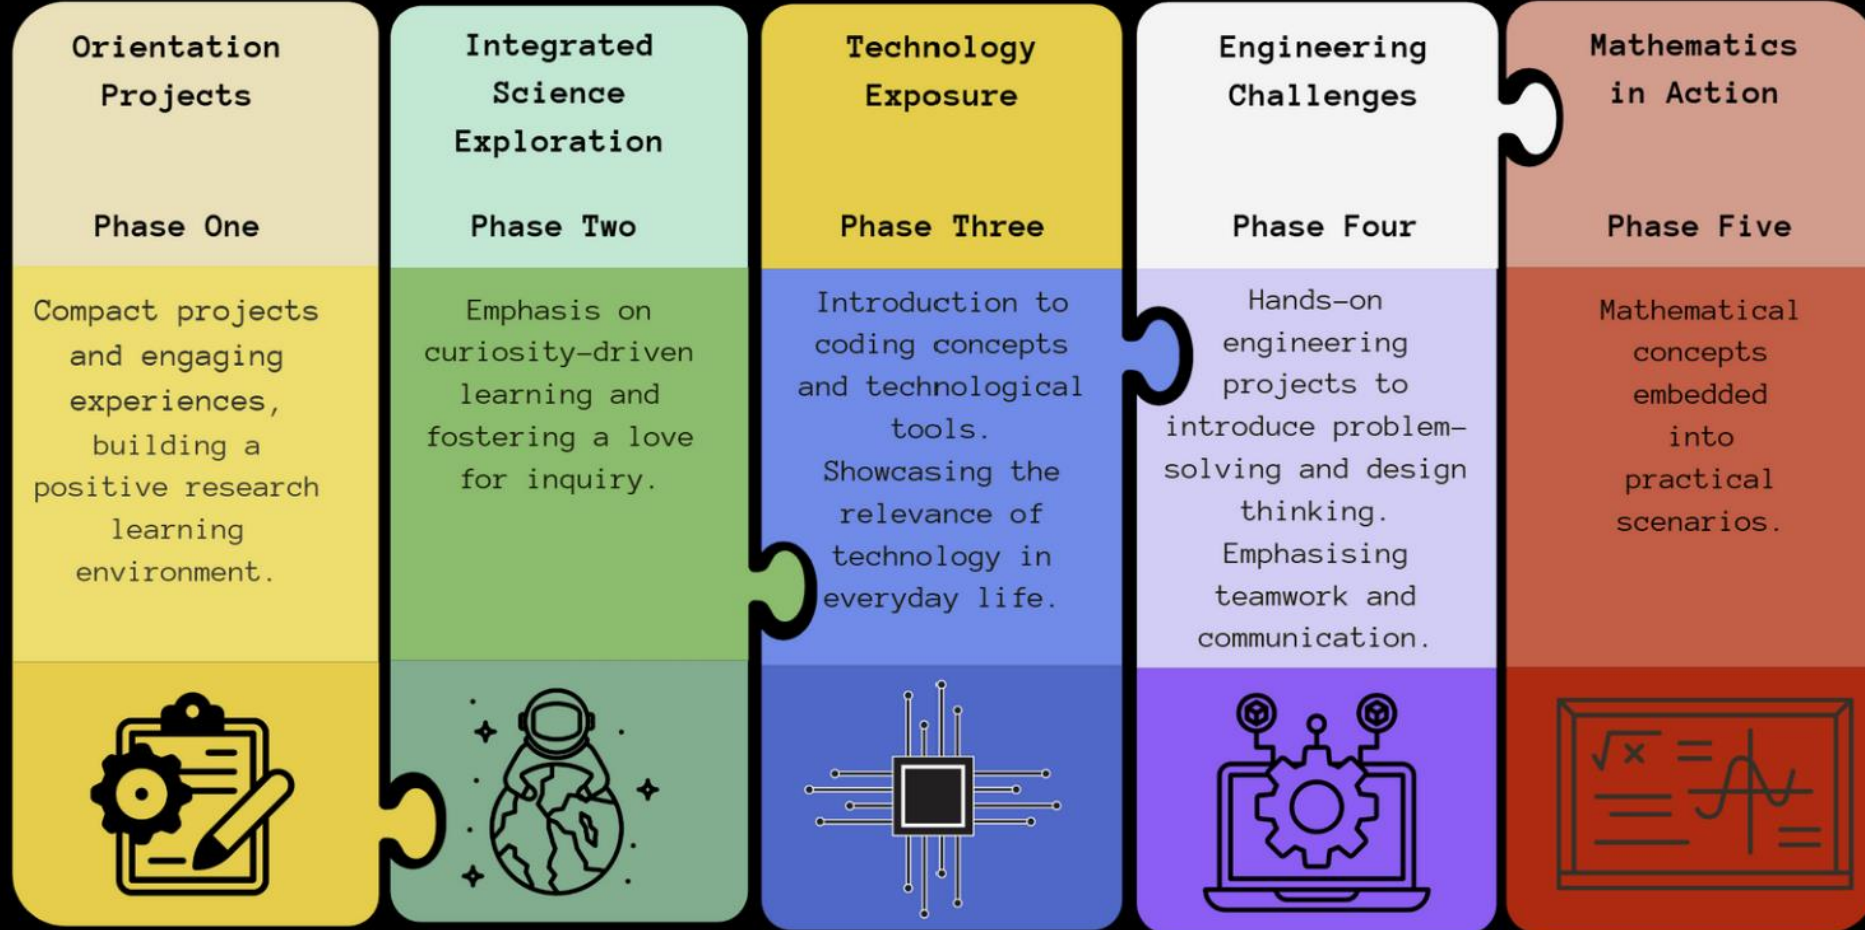 Orientation
Projects
Phase One
Compact projects
and engaging
experiences,
building a
positive research
learning
environment.
Integrated
Science
Exploration
Phase Two
Emphasis on
curiosity-driven
learning and
fostering a love
for inquiry.
Technology
Exposure
Phase Three
Introduction to
coding concepts
and technological
tools.
Showcasing the
relevance of
technology in
everyday life.
Engineering
Challenges
Phase Four
Hands-on
engineering
projects to
introduce problem-
solving and design
thinking.
Emphasising
teamwork and
communication.
Mathematics
in Action
Phase Five
Mathematical
concepts
embedded
into
practical
scenarios.
√x =